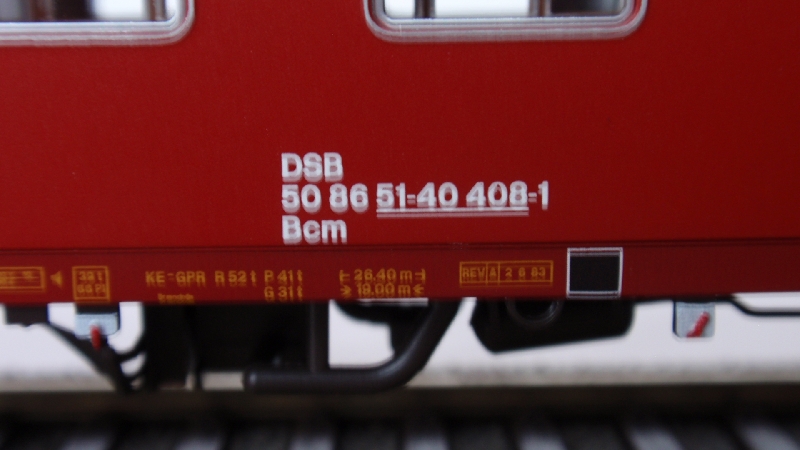 DSB
50 86 51-40 408-1
Bcm
KE-GPR R 52 t P 41 t
G 31 t
26,40 m
19,00 m
REV A 2 6 83